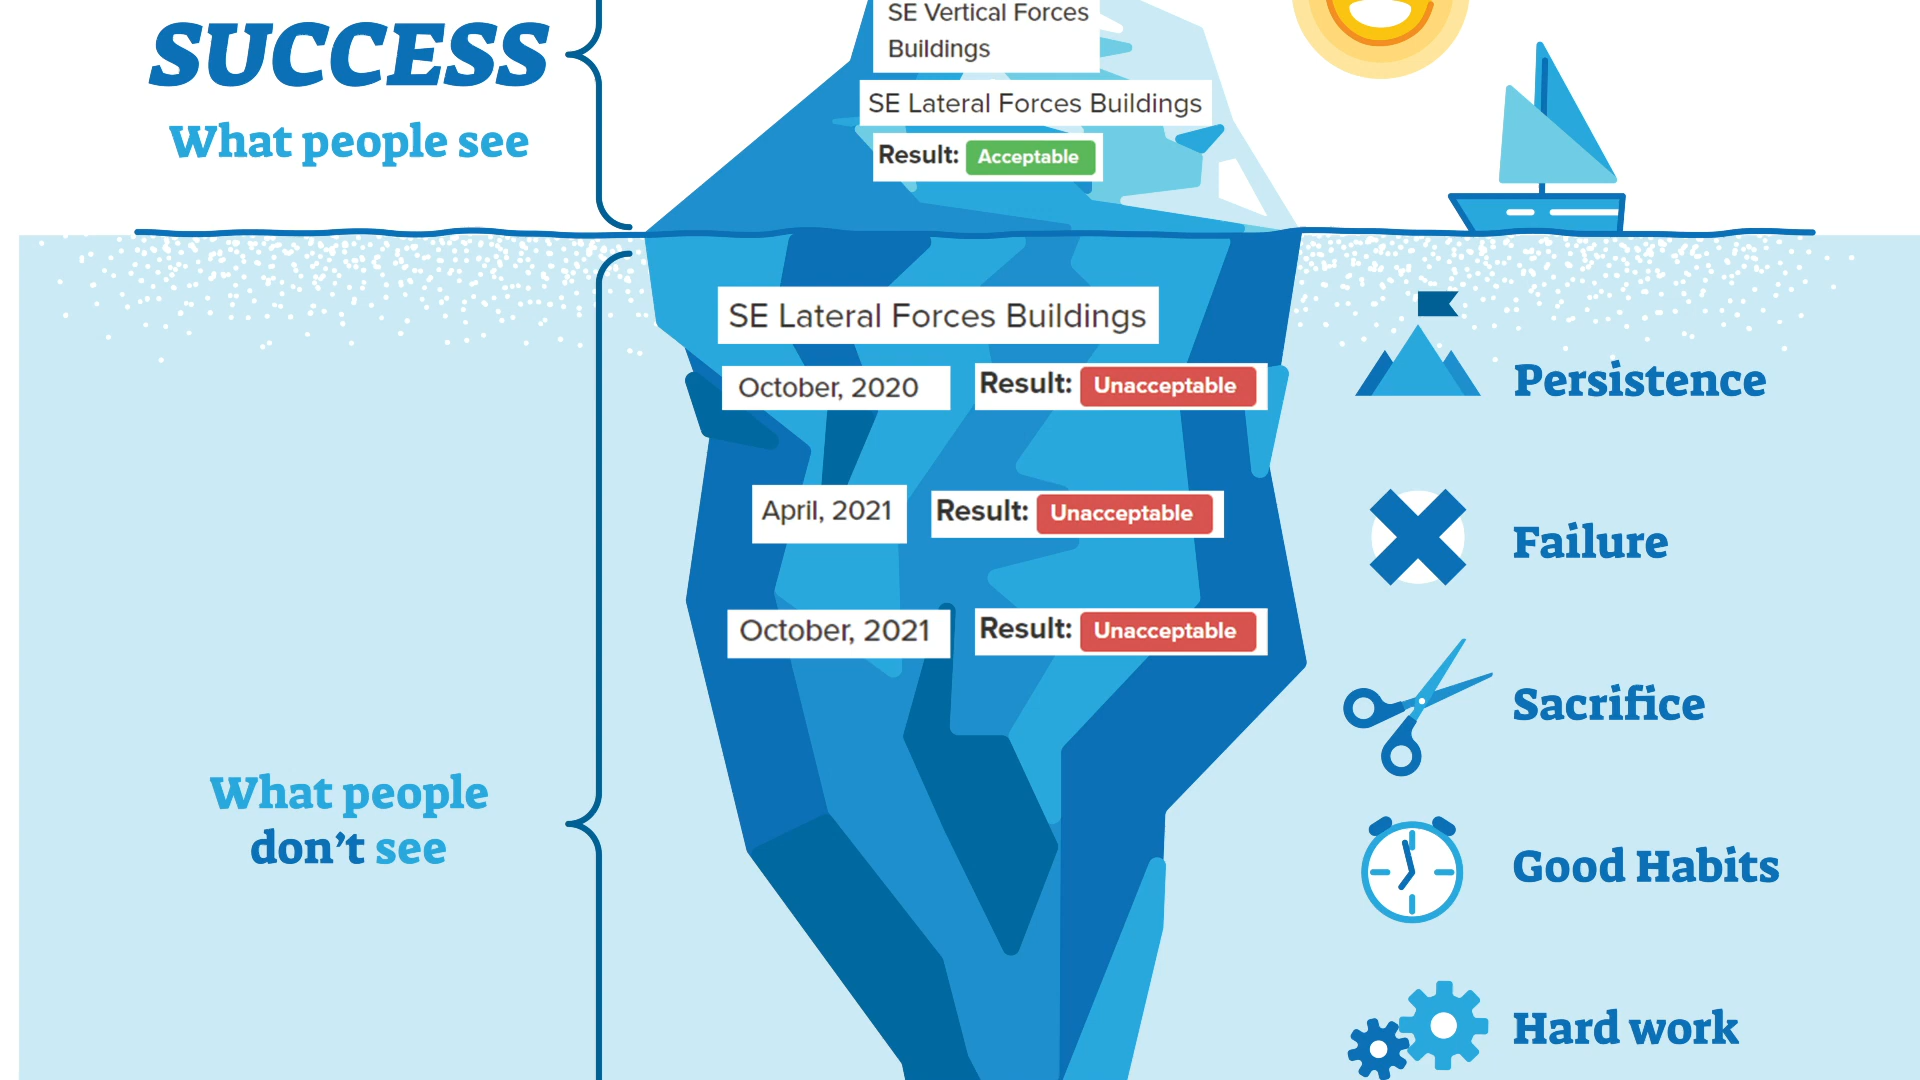 SUCCESS
What people see
SE Vertical Forces
Buildings
SE Lateral Forces Buildings
Result: Acceptable
SE Lateral Forces Buildings
October, 2020 Result: Unacceptable
April, 2021 Result: Unacceptable
October, 2021 Result: Unacceptable
What people
don't see
Persistence
Failure
Sacrifice
Good Habits
Hard work